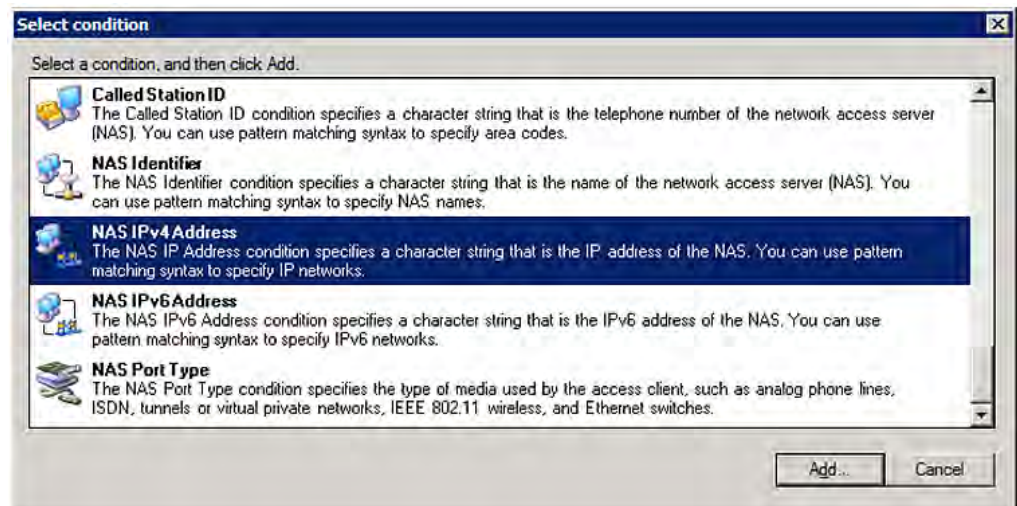 Select condition
Select a condition, and then click Add.
Called Station ID
The Called Station ID condition specifies a character string that is the telephone number of the network access server
(NAS). You can use pattern matching syntax to specify area codes.
NAS Identifier
The NAS Identifier condition specifies a character string that is the name of the network access server (NAS). You
can use pattern matching syntax to specify NAS names.
NAS IPv4 Address
The NAS IP Address condition specifies a character string that is the IP address of the NAS. You can use pattern
matching syntax to specify IP networks.
NAS IPv6 Address
The NAS IPv6 Address condition specifies a character string that is the IPv6 address of the NAS. You can use
pattern matching syntax to specify IPv6 networks.
NAS Port Type
The NAS Port Type condition specifies the type of media used by the access client, such as analog phone lines,
ISDN, tunnels or virtual private networks, IEEE 802.11 wireless, and Ethernet switches.
Add... Cancel